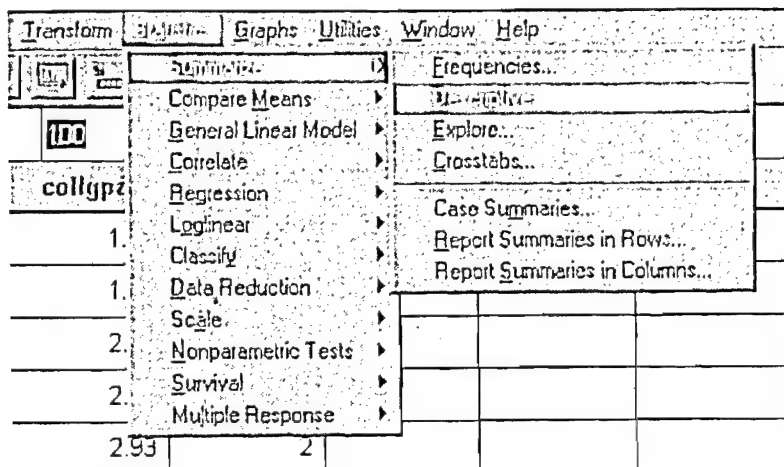 Transform Graphs Utilities Window Help
Frequencies...
Compare Means
General Linear Model
Explore...
Correlate
Crosstabs...
Regression
Loglinear
Case Summaries...
Classify
Report Summaries in Rows...
Data Reduction
Report Summaries in Columns...
Scale
Nonparametric Tests
Survival
Multiple Response
100
collgpa
1.
1.
2.
2.
2.93 2